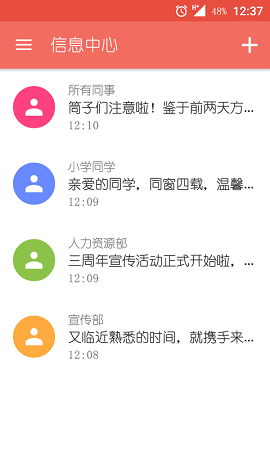 H 48% 12:37
信息中心
所有同事
筒子们注意啦！鉴于前两天方...
12:10
小学同学
亲爱的同学，同窗四载，温馨...
12:09
人力资源部
三周年宣传活动正式开始啦，...
12:09
宣传部
又临近熟悉的时间，就携手来...
12:08